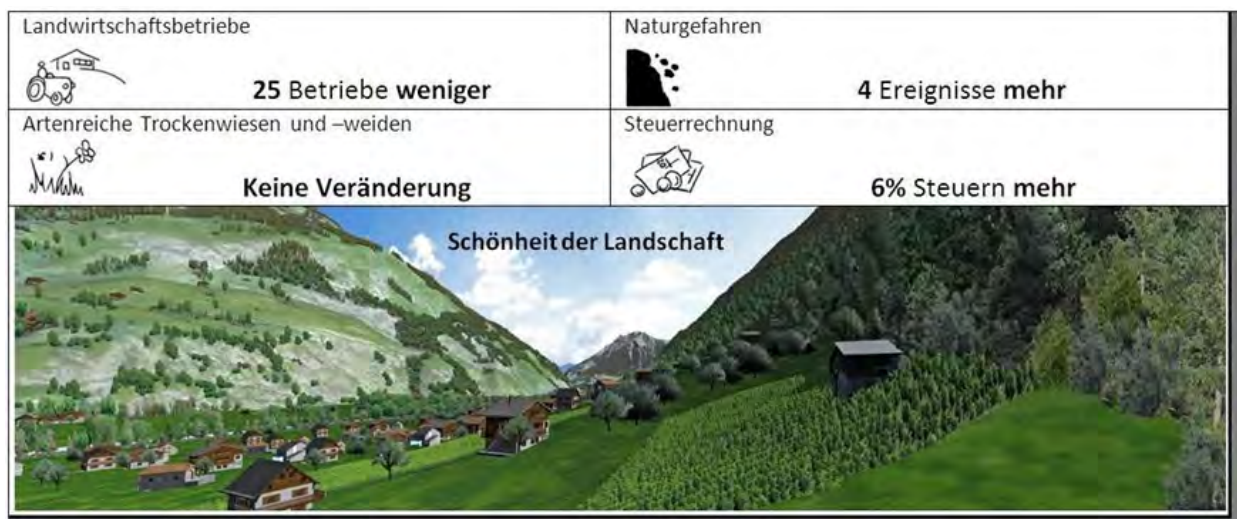 Landwirtschaftsbetriebe
25 Betriebe weniger
Naturgefahren
4 Ereignisse mehr
Artenreiche Trockenwiesen und –weiden
Keine Veränderung
Steuerrechnung
6% Steuern mehr
Schönheit der Landschaft